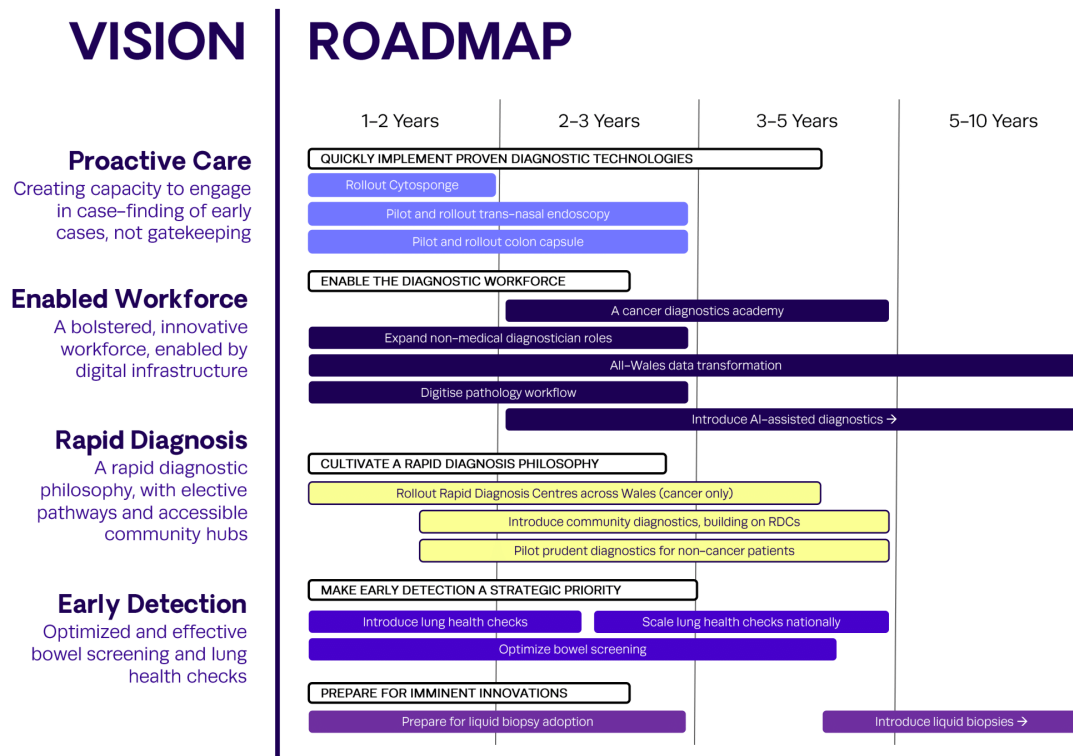 VISION
ROADMAP
1–2 Years
2–3 Years
3–5 Years
5–10 Years
Proactive Care
Creating capacity to engage
in case–finding of early
cases, not gatekeeping
QUICKLY IMPLEMENT PROVEN DIAGNOSTIC TECHNOLOGIES
Rollout Cytosponge
Pilot and rollout trans–nasal endoscopy
Pilot and rollout colon capsule
Enabled Workforce
A bolstered, innovative
workforce, enabled by
digital infrastructure
ENABLE THE DIAGNOSTIC WORKFORCE
A cancer diagnostics academy
Expand non–medical diagnostician roles
All–Wales data transformation
Digitise pathology workflow
Introduce AI–assisted diagnostics →
Rapid Diagnosis
A rapid diagnostic
philosophy, with elective
pathways and accessible
community hubs
CULTIVATE A RAPID DIAGNOSIS PHILOSOPHY
Rollout Rapid Diagnosis Centres across Wales (cancer only)
Introduce community diagnostics, building on RDCs
Pilot prudent diagnostics for non–cancer patients
Early Detection
Optimized and effective
bowel screening and lung
health checks
MAKE EARLY DETECTION A STRATEGIC PRIORITY
Introduce lung health checks
Scale lung health checks nationally
Optimize bowel screening
PREPARE FOR IMMINENT INNOVATIONS
Prepare for liquid biopsy adoption
Introduce liquid biopsies →